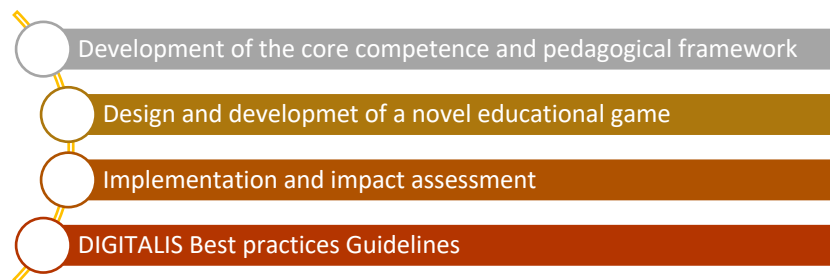 Development of the core competence and pedagogical framework
Design and developmet of a novel educational game
Implementation and impact assessment
DIGITALIS Best practices Guidelines